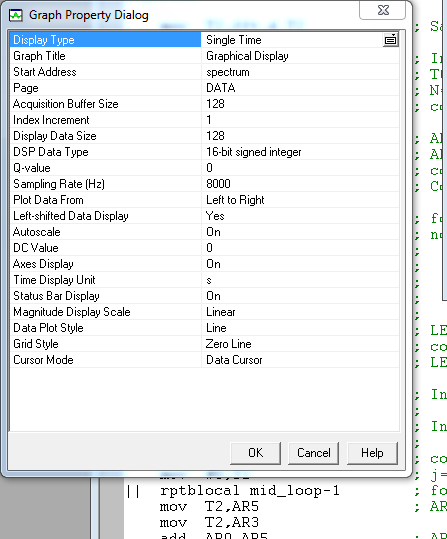 Graph Property Dialog
Display Type Single Time
Graph Title Graphical Display
Start Address spectrum
Page DATA
Acquisition Buffer Size 128
Index Increment 1
Display Data Size 128
DSP Data Type 16-bit signed integer
Q-value 0
Sampling Rate (Hz) 8000
Plot Data From Left to Right
Left-shifted Data Display Yes
Autoscale On
DC Value 0
Axes Display On
Time Display Unit s
Status Bar Display On
Magnitude Display Scale Linear
Data Plot Style Line
Grid Style Zero Line
Cursor Mode Data Cursor
OK Cancel Help
; Sa
; In
; T
; N
; co
; A
; A
; co
; Co
; fo
; no
;
;
;
;
; LE
; co
; LE
;
; In
;
; In
;
; co
; j=
|| rptblocal mid_loop-1 ; fo
mov T2,AR5 ; AR
mov T2,AR3
add AR0,AR5